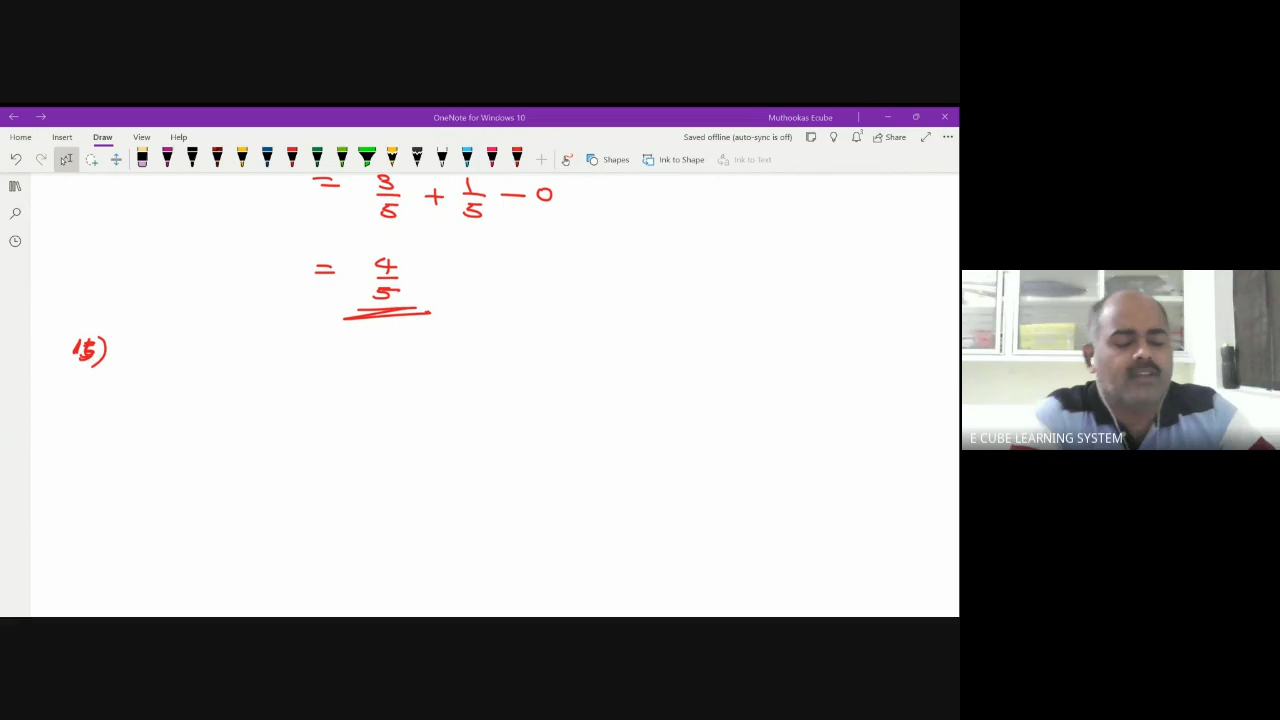 OneNote for Windows 10
Muthookas Ecube
Home Insert Draw View Help
Saved offline (auto-sync is off)
3 Share
Shapes Ink to Shape Ink to Text
= 3/5 + 1/5 - 0
= 4/5
15)
E CUBE LEARNING SYSTEM